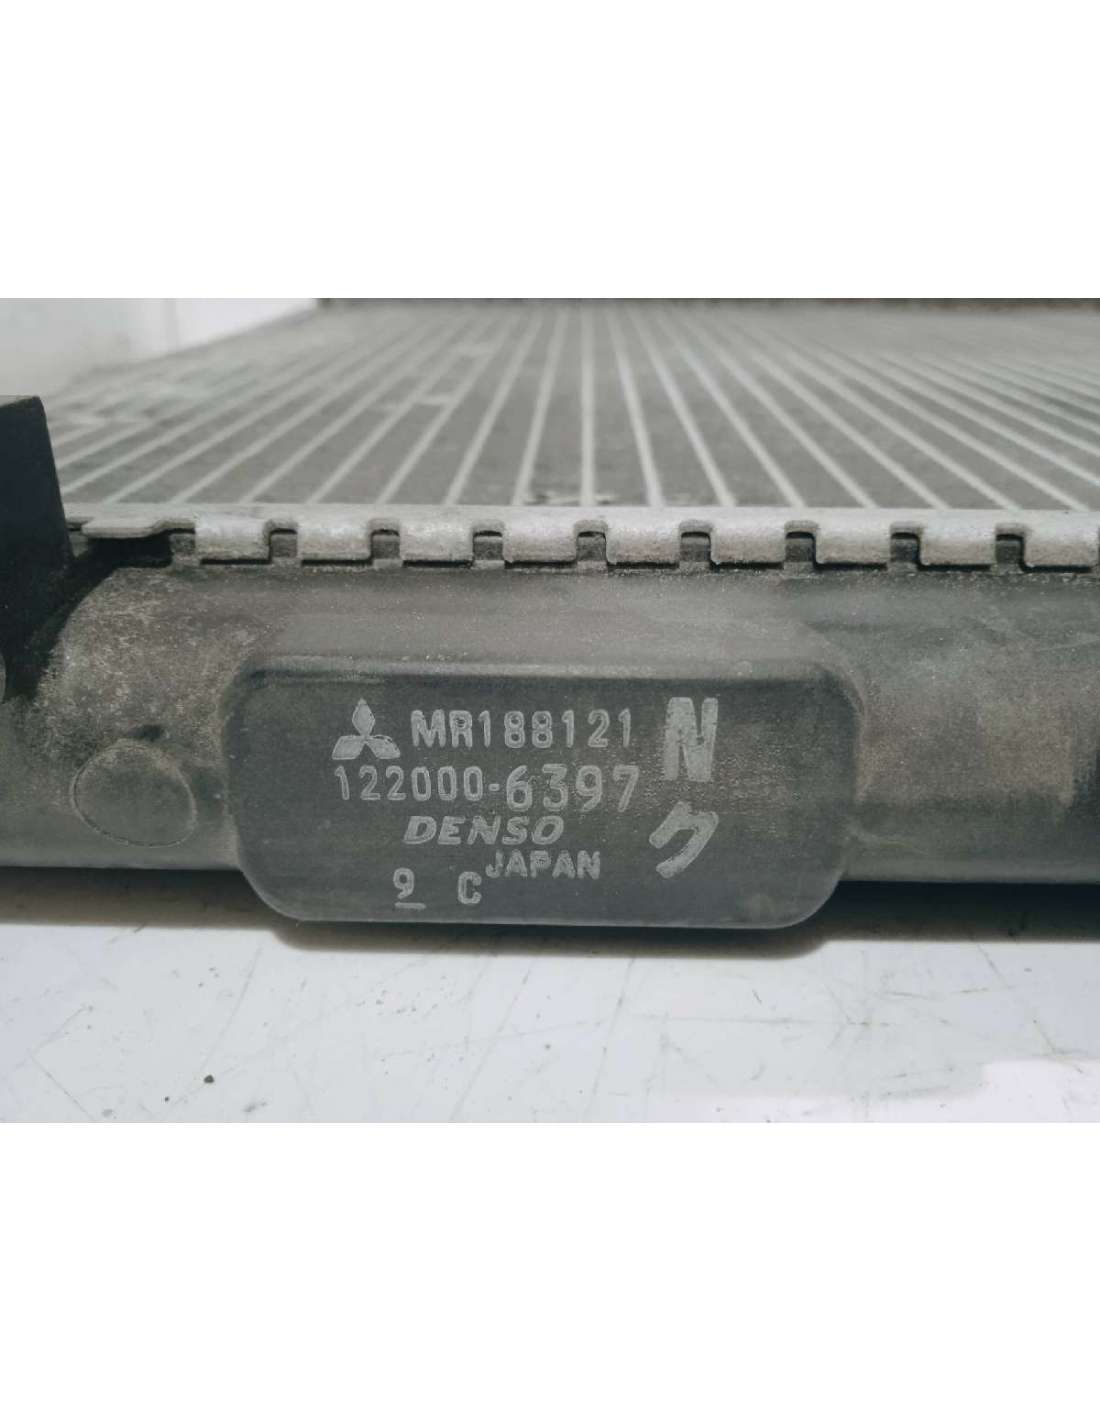 MR188121 N
122000-6397
DENSO ク
JAPAN
9 C